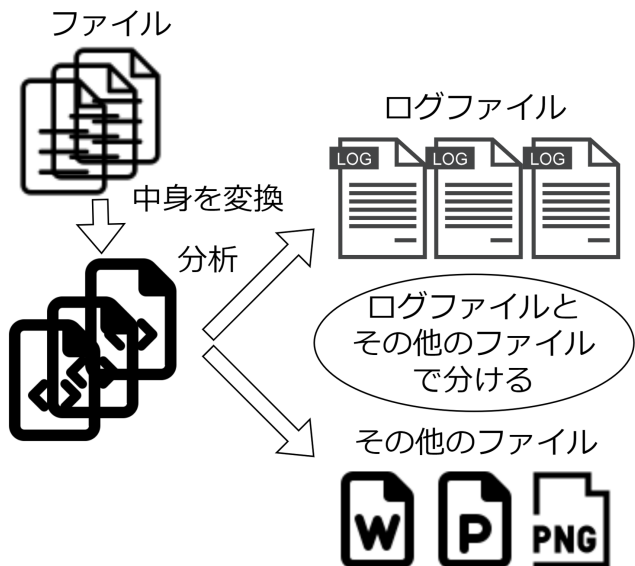 ファイル
ログファイル
LOG LOG LOG
中身を変換
分析
ログファイルと
その他のファイル
で分ける
その他のファイル
W P PNG